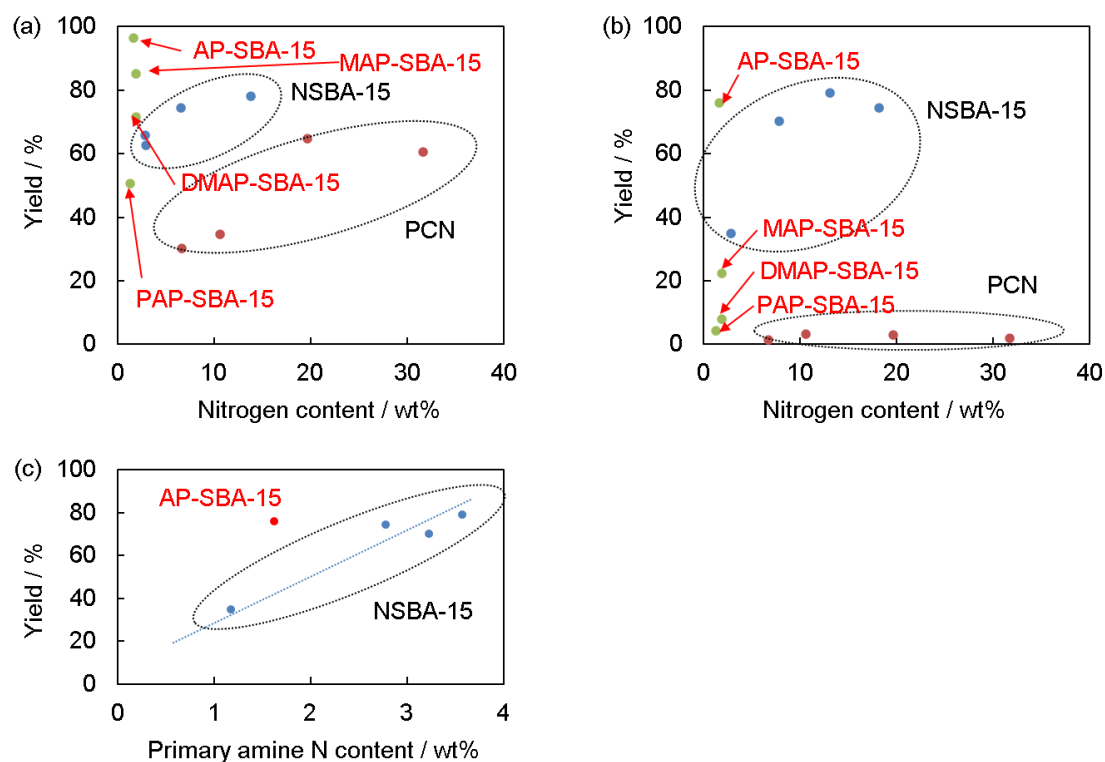 (a)
100
80
60
40
20
0
Yield / %
AP-SBA-15
MAP-SBA-15
NSBA-15
DMAP-SBA-15
PCN
PAP-SBA-15
0 10 20 30 40
Nitrogen content / wt%
(b)
100
80
60
40
20
0
Yield / %
AP-SBA-15
NSBA-15
MAP-SBA-15
DMAP-SBA-15
PAP-SBA-15
PCN
0 10 20 30 40
Nitrogen content / wt%
(c)
100
80
60
40
20
0
Yield / %
AP-SBA-15
NSBA-15
0 1 2 3 4
Primary amine N content / wt%